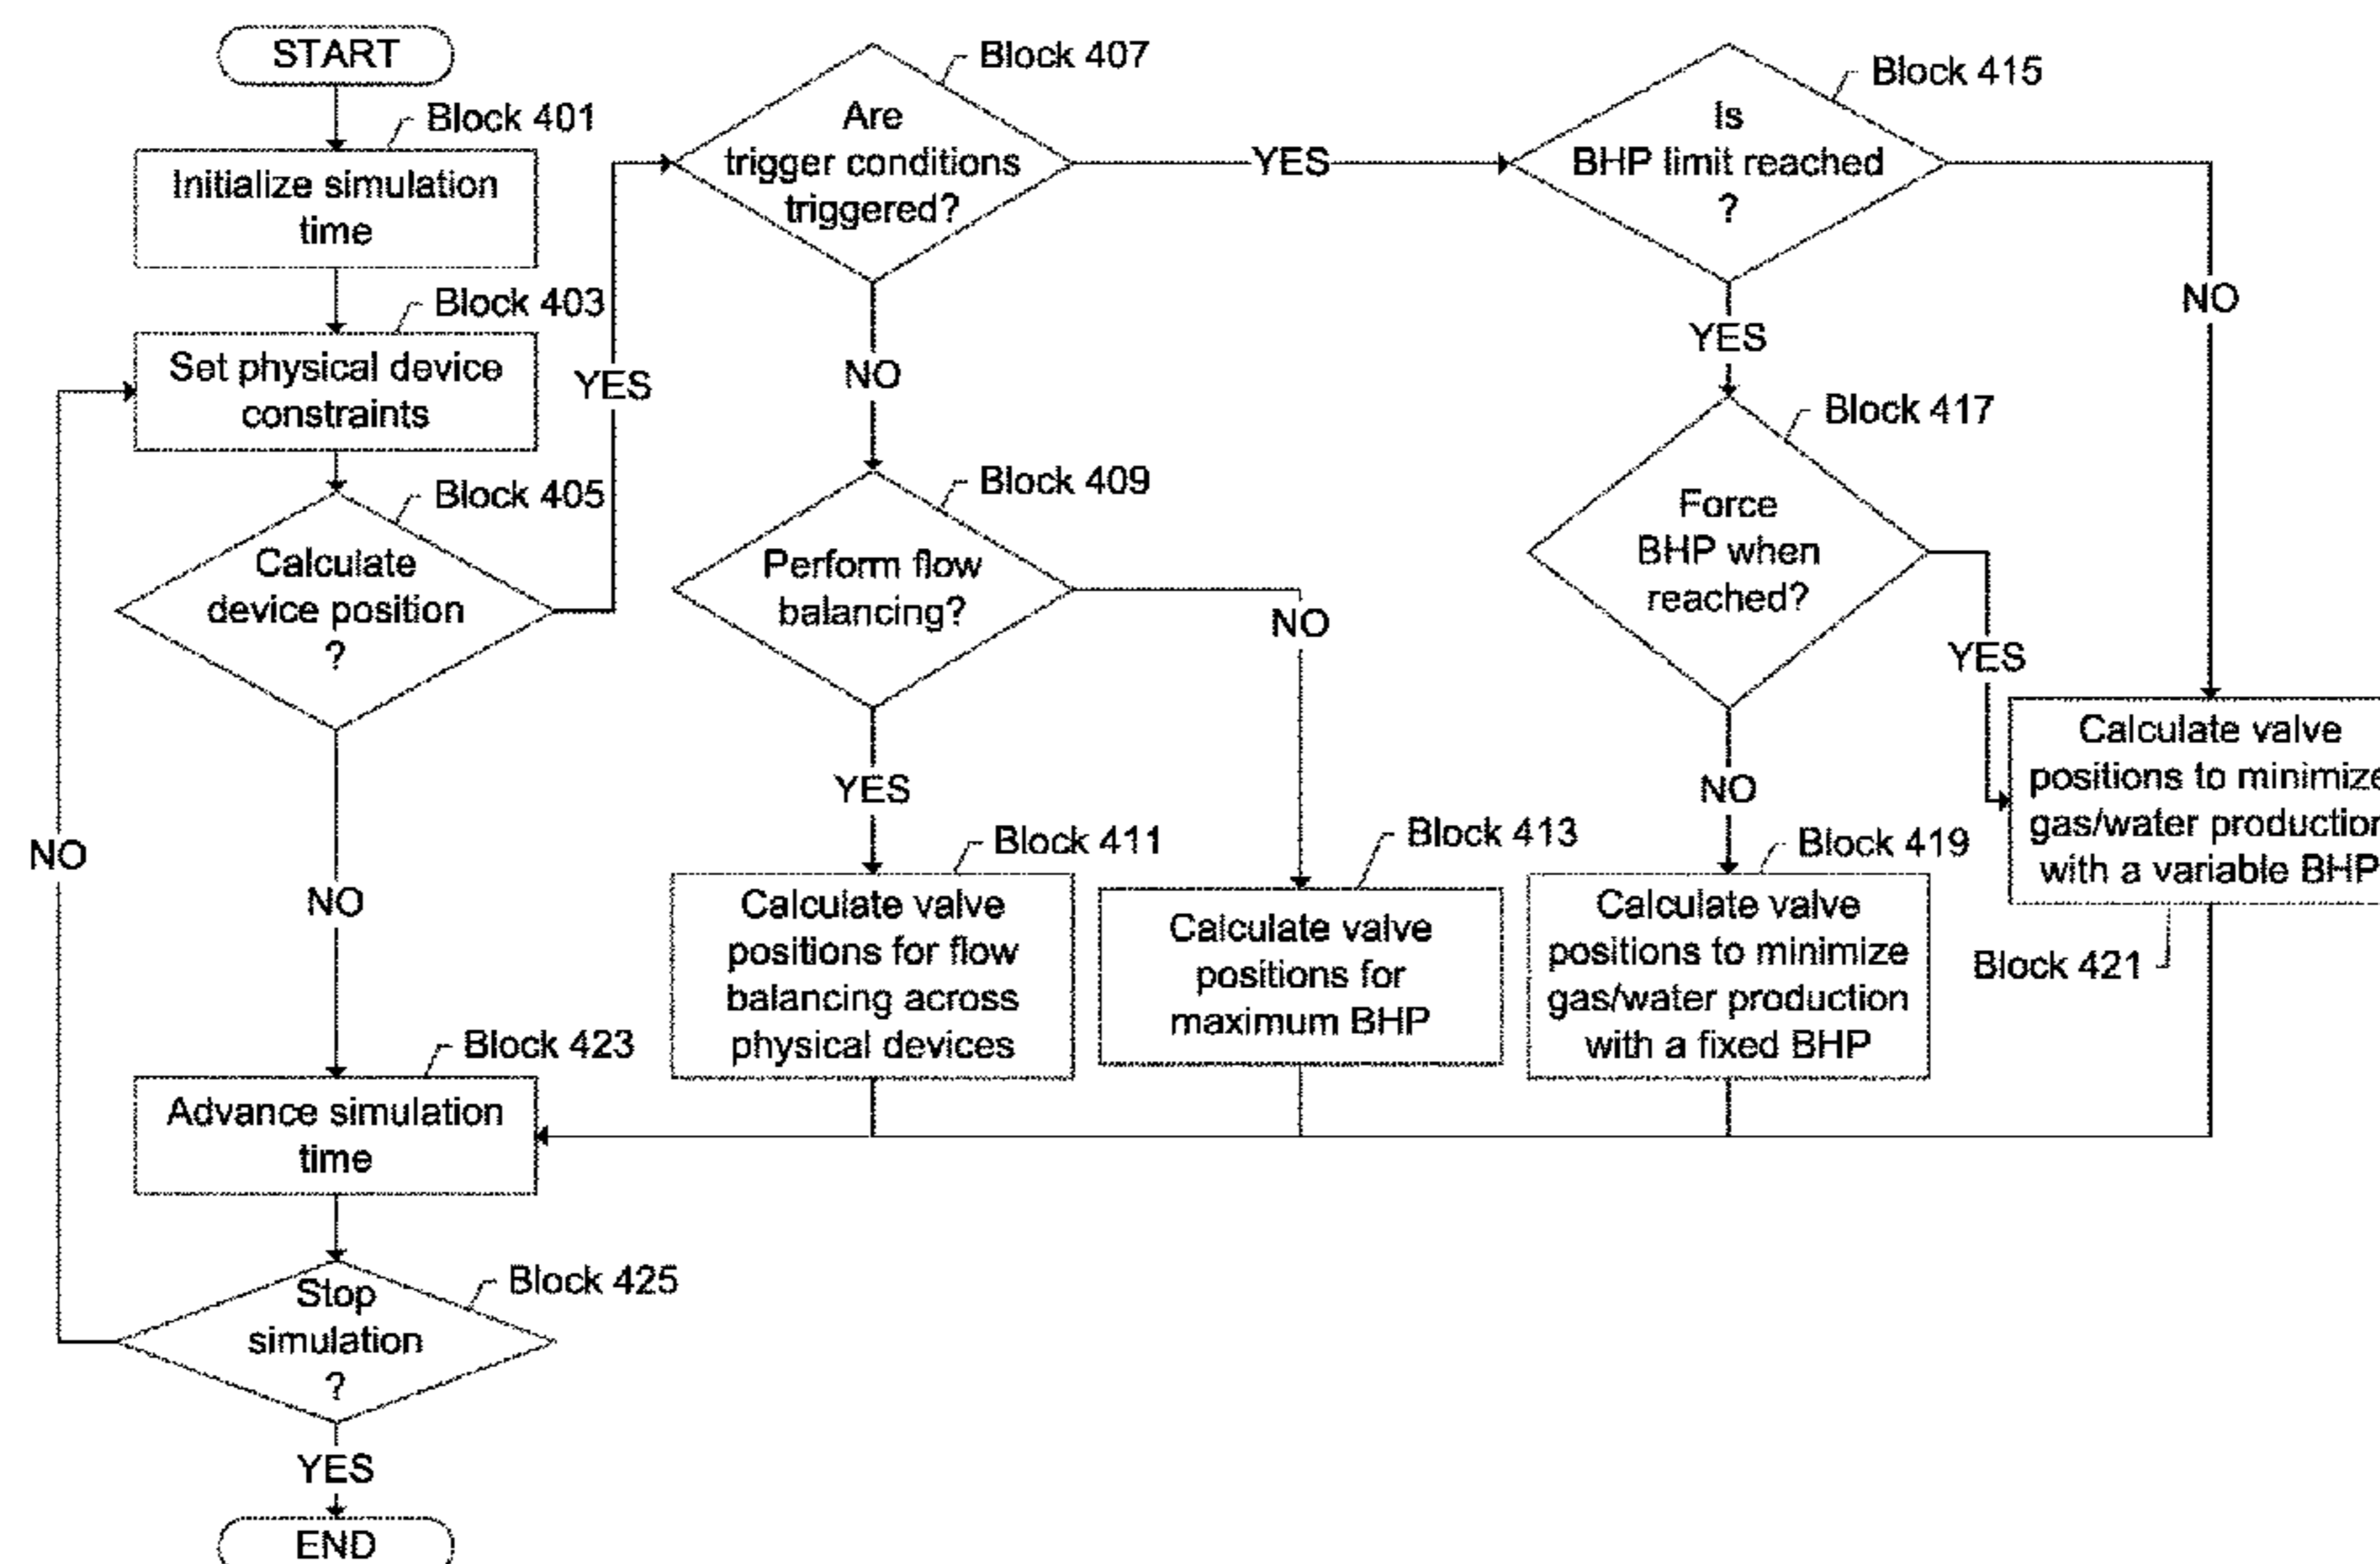 START
Block 401
Initialize simulation
time
Block 403
Set physical device
constraints
Block 405
Calculate
device position
?
YES
NO
Block 407
Are
trigger conditions
triggered?
YES
NO
Block 409
Perform flow
balancing?
NO
YES
Block 411
Calculate valve
positions for flow
balancing across
physical devices
Block 413
Calculate valve
positions for
maximum BHP
Block 415
Is
BHP limit reached
?
NO
YES
Block 417
Force
BHP when
reached?
YES
NO
Block 419
Calculate valve
positions to minimize
gas/water production
with a fixed BHP
Calculate valve
positions to minimize
gas/water production
with a variable BHP
Block 421
Block 423
Advance simulation
time
Block 425
Stop
simulation
?
NO
YES
END